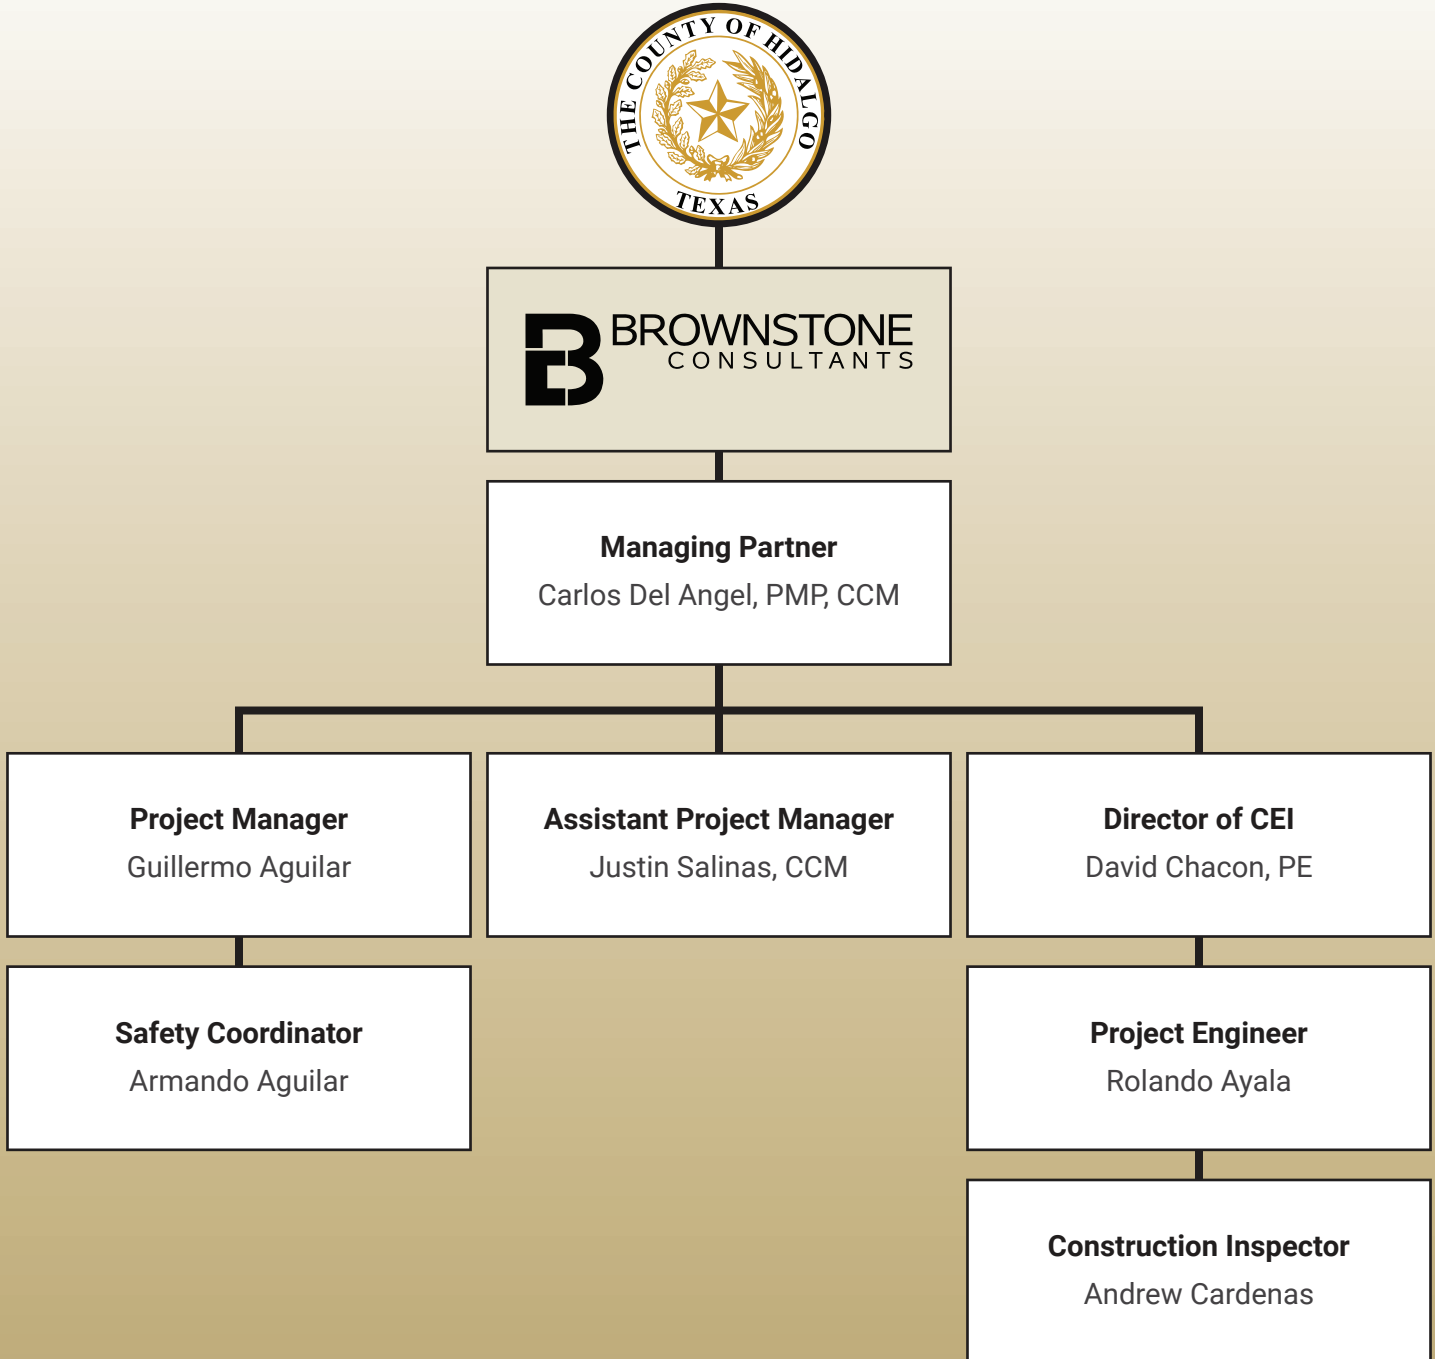 THE COUNTY OF HIDALGO
TEXAS
B BROWNSTONE
CONSULTANTS
Managing Partner
Carlos Del Angel, PMP, CCM
Project Manager
Guillermo Aguilar
Assistant Project Manager
Justin Salinas, CCM
Director of CEI
David Chacon, PE
Safety Coordinator
Armando Aguilar
Project Engineer
Rolando Ayala
Construction Inspector
Andrew Cardenas